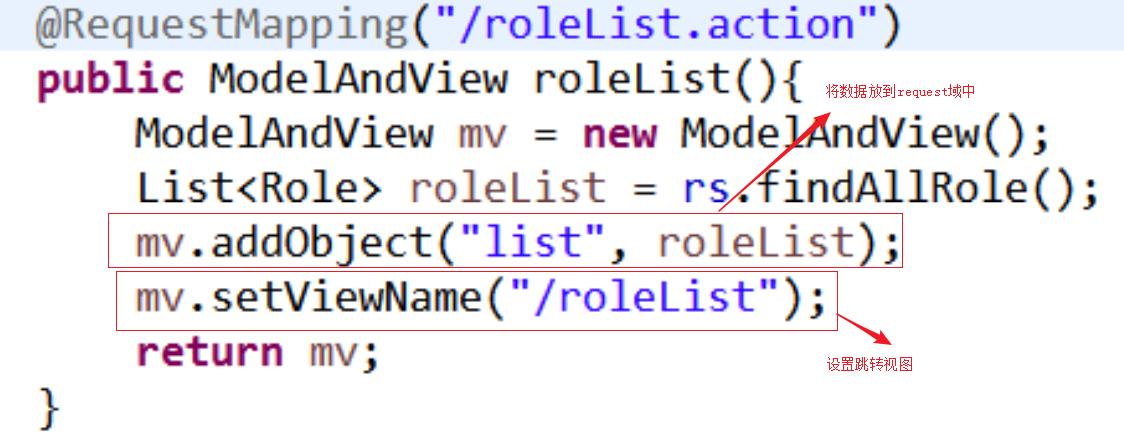 @RequestMapping("/roleList.action")
public ModelAndView roleList(){
将数据放到request域中
ModelAndView mv = new ModelAndView();
List<Role> roleList = rs.findAllRole();
mv.addObject("list", roleList);
mv.setViewName("/roleList");
return mv;
设置跳转视图
}